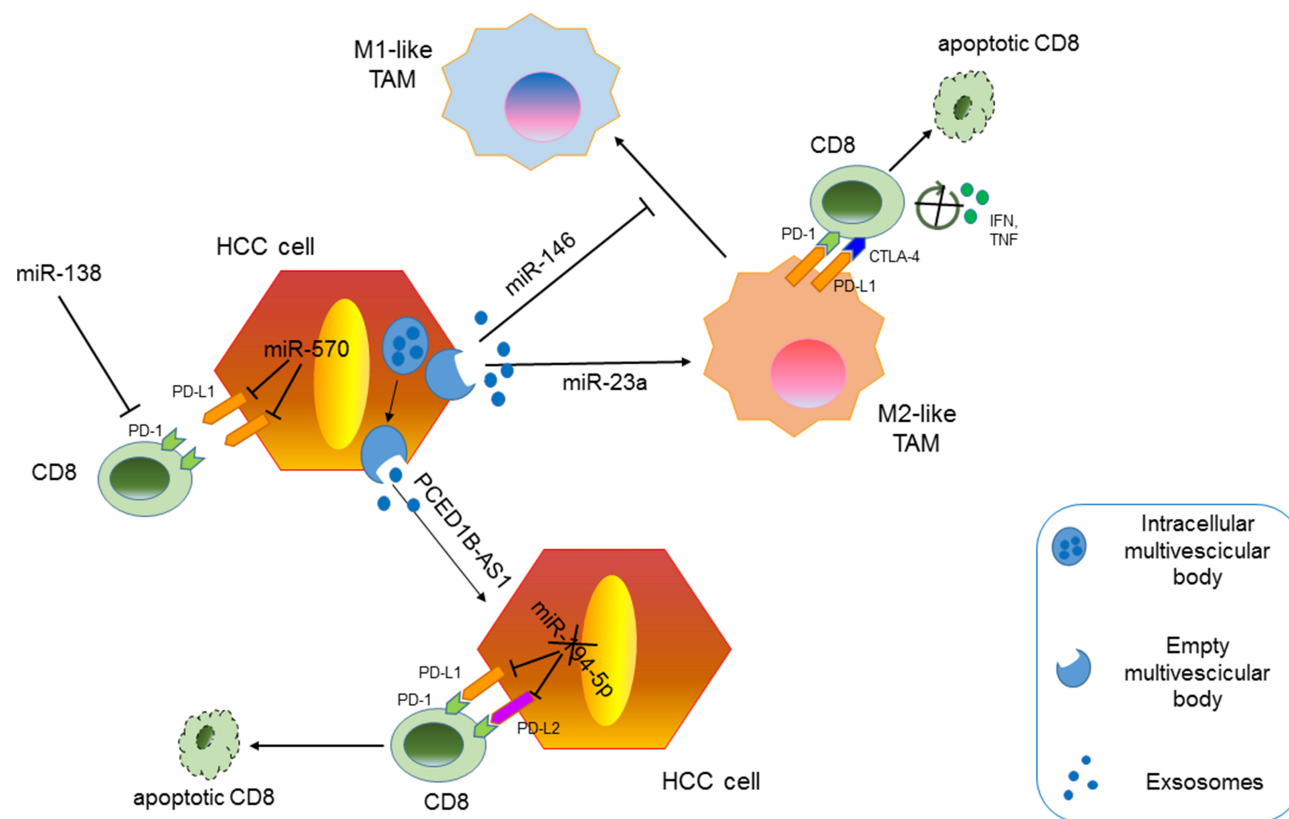 M1-like
TAM
apoptotic CD8
CD8
PD-1
CTLA-4
PD-L1
IFN,
TNF
HCC cell
miR-138
miR-146
miR-570
miR-23a
M2-like
TAM
PD-L1
PD-1
CD8
PCED1B-AS1
miR-194-5p
PD-L1
PD-1
PD-L2
CD8
apoptotic CD8
HCC cell
Intracellular
multivescicular
body
Empty
multivescicular
body
Exsosomes